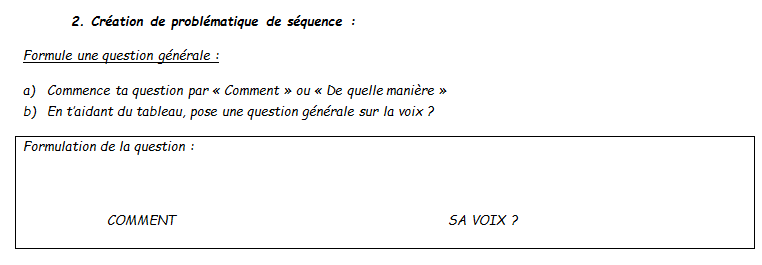 2. Création de problématique de séquence :
Formule une question générale :
a) Commence ta question par « Comment » ou « De quelle manière »
b) En t'aidant du tableau, pose une question générale sur la voix ?
Formulation de la question :
COMMENT SA VOIX ?